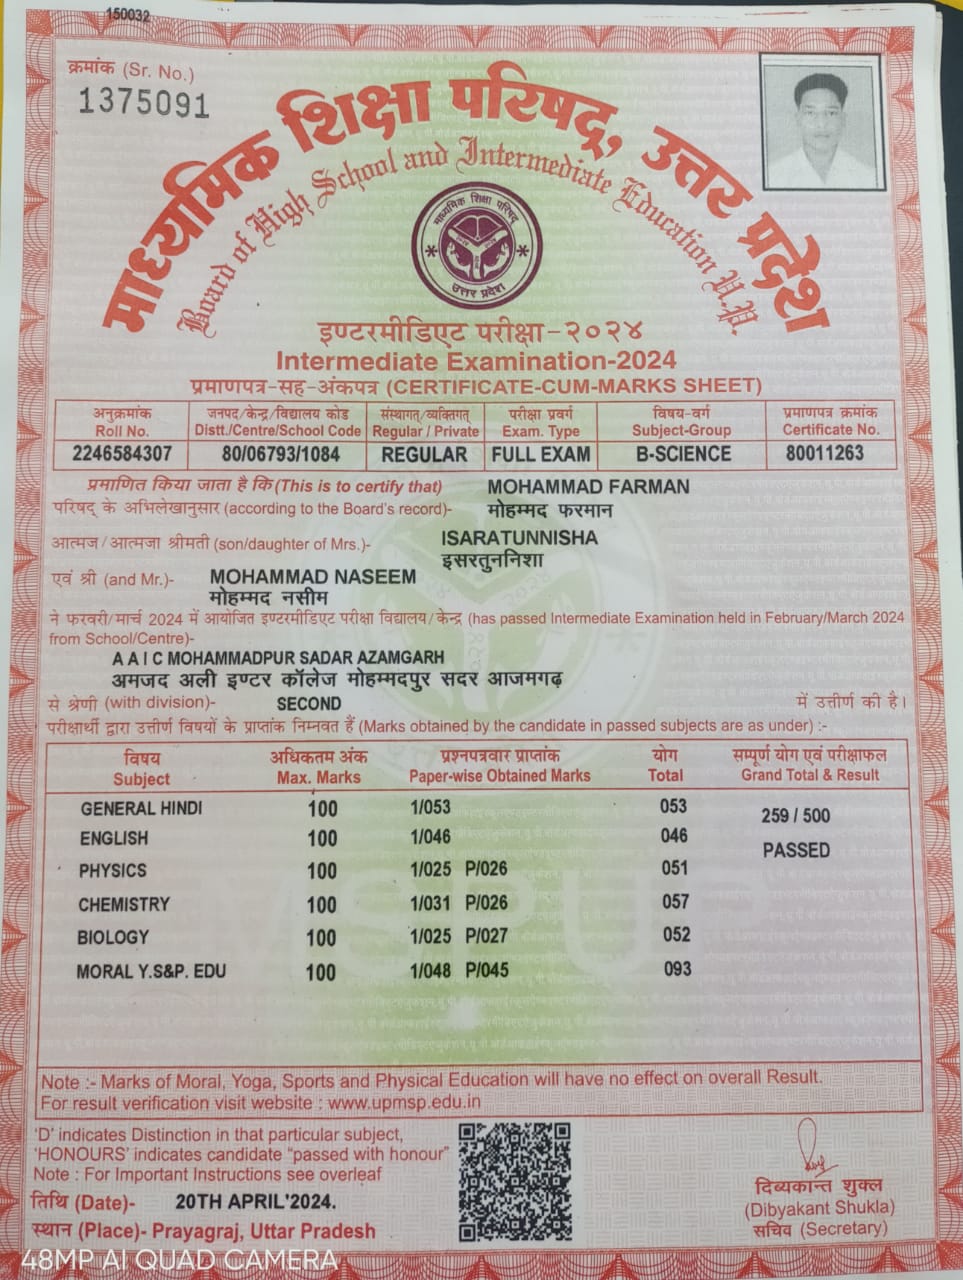 150032
क्रमांक (Sr. No.)
1375091
माध्यमिक शिक्षा परिषद्, उत्तर प्रदेश
Board of High School and Intermediate Education U.P.
माध्यमिक शिक्षा परिषद्
उत्तर प्रदेश
इण्टरमीडिएट परीक्षा-२०२४
Intermediate Examination-2024
प्रमाणपत्र-सह-अंकपत्र (CERTIFICATE-CUM-MARKS SHEET)
अनुक्रमांक जनपद/केन्द्र/विद्यालय कोड संस्थागत्/व्यक्तिगत् परीक्षा प्रवर्ग विषय-वर्ग प्रमाणपत्र क्रमांक
Roll No. Distt./Centre/School Code Regular / Private Exam. Type Subject-Group Certificate No.
2246584307 80/06793/1084 REGULAR FULL EXAM B-SCIENCE 80011263
प्रमाणित किया जाता है कि (This is to certify that) MOHAMMAD FARMAN
परिषद् के अभिलेखानुसार (according to the Board's record)- मोहम्मद फरमान
आत्मज/आत्मजा श्रीमती (son/daughter of Mrs.)- ISARATUNNISHA
इसरतुननिशा
एवं श्री (and Mr.)- MOHAMMAD NASEEM
मोहम्मद नसीम
ने फरवरी/मार्च 2024 में आयोजित इण्टरमीडिएट परीक्षा विद्यालय/केन्द्र (has passed Intermediate Examination held in February/March 2024
from School/Centre)-
A A I C MOHAMMADPUR SADAR AZAMGARH
अमजद अली इण्टर कॉलेज मोहम्मदपुर सदर आजमगढ़
से श्रेणी (with division)- SECOND में उत्तीर्ण की है।
परीक्षार्थी द्वारा उत्तीर्ण विषयों के प्राप्तांक निम्नवत हैं (Marks obtained by the candidate in passed subjects are as under) :-
विषय अधिकतम अंक प्रश्नपत्रवार प्राप्तांक योग सम्पूर्ण योग एवं परीक्षाफल
Subject Max. Marks Paper-wise Obtained Marks Total Grand Total & Result
GENERAL HINDI 100 1/053 053 259 / 500
ENGLISH 100 1/046 046 PASSED
PHYSICS 100 1/025 P/026 051
CHEMISTRY 100 1/031 P/026 057
BIOLOGY 100 1/025 P/027 052
MORAL Y.S&P. EDU 100 1/048 P/045 093
Note :- Marks of Moral, Yoga, Sports and Physical Education will have no effect on overall Result.
For result verification visit website : www.upmsp.edu.in
'D' indicates Distinction in that particular subject,
'HONOURS' indicates candidate "passed with honour"
Note : For Important Instructions see overleaf
तिथि (Date)- 20TH APRIL'2024.
स्थान (Place)- Prayagraj, Uttar Pradesh
दिव्यकान्त शुक्ल
(Dibyakant Shukla)
सचिव (Secretary)
48MP AI QUAD CAMERA